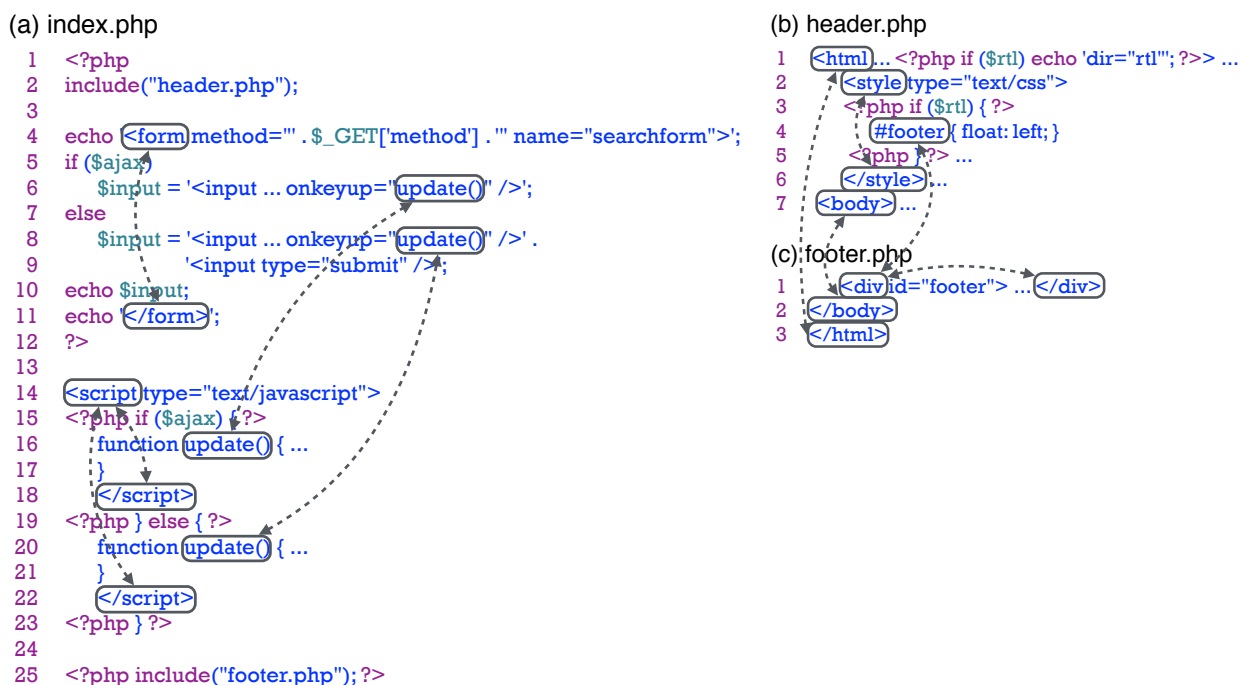 (a) index.php
1 <?php
2 include("header.php");
3
4 echo '<form method="' . $_GET['method'] . '" name="searchform">';
5 if ($ajax)
6 $input = '<input ... onkeyup="update()" />';
7 else
8 $input = '<input ... onkeyup="update()" />' .
9 '<input type="submit" />';
10 echo $input;
11 echo '</form>';
12 ?>
13
14 <script type="text/javascript">
15 <?php if ($ajax) { ?>
16 function update() { ...
17 }
18 </script>
19 <?php } else { ?>
20 function update() { ...
21 }
22 </script>
23 <?php } ?>
24
25 <?php include("footer.php"); ?>
(b) header.php
1 <html ... <?php if ($rtl) echo 'dir="rtl"'; ?>> ...
2 <style type="text/css">
3 <?php if ($rtl) { ?>
4 #footer { float: left; }
5 <?php } ?> ...
6 </style> ...
7 <body> ...
(c) footer.php
1 <div id="footer"> ... </div>
2 </body>
3 </html>